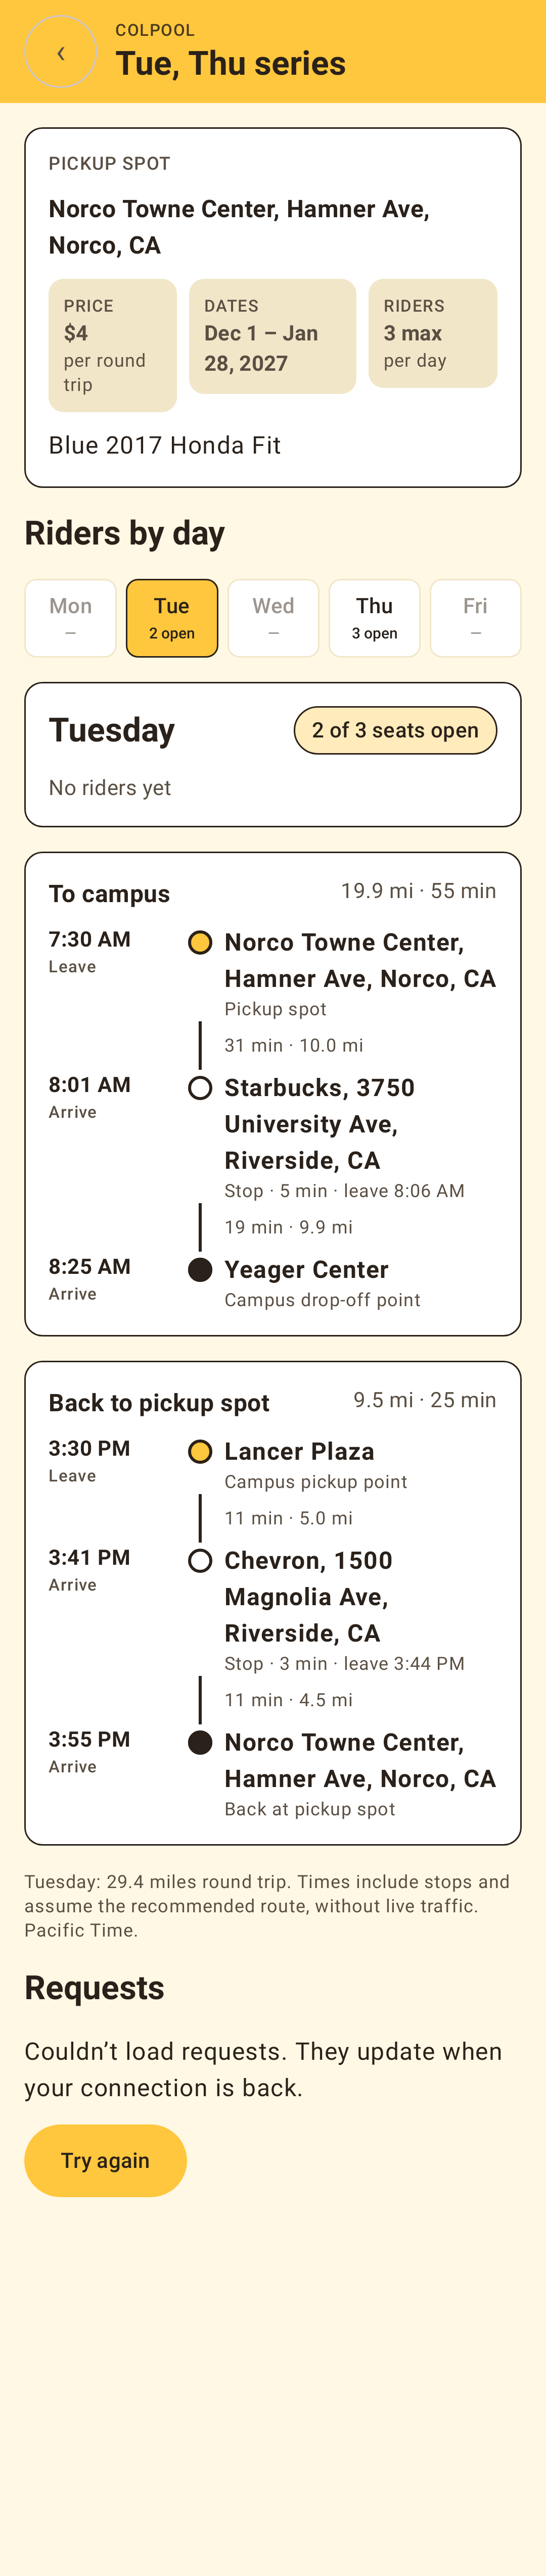 ‹
COLPOOL
Tue, Thu series
PICKUP SPOT
Norco Towne Center, Hamner Ave,
Norco, CA
PRICE
$4
per round
trip
DATES
Dec 1 – Jan
28, 2027
RIDERS
3 max
per day
Blue 2017 Honda Fit
Riders by day
Mon
–
Tue
2 open
Wed
–
Thu
3 open
Fri
–
Tuesday
2 of 3 seats open
No riders yet
To campus
19.9 mi · 55 min
7:30 AM
Leave
Norco Towne Center,
Hamner Ave, Norco, CA
Pickup spot
31 min · 10.0 mi
8:01 AM
Arrive
Starbucks, 3750
University Ave,
Riverside, CA
Stop · 5 min · leave 8:06 AM
19 min · 9.9 mi
8:25 AM
Arrive
Yeager Center
Campus drop-off point
Back to pickup spot
9.5 mi · 25 min
3:30 PM
Leave
Lancer Plaza
Campus pickup point
11 min · 5.0 mi
3:41 PM
Arrive
Chevron, 1500
Magnolia Ave,
Riverside, CA
Stop · 3 min · leave 3:44 PM
11 min · 4.5 mi
3:55 PM
Arrive
Norco Towne Center,
Hamner Ave, Norco, CA
Back at pickup spot
Tuesday: 29.4 miles round trip. Times include stops and
assume the recommended route, without live traffic.
Pacific Time.
Requests
Couldn’t load requests. They update when
your connection is back.
Try again